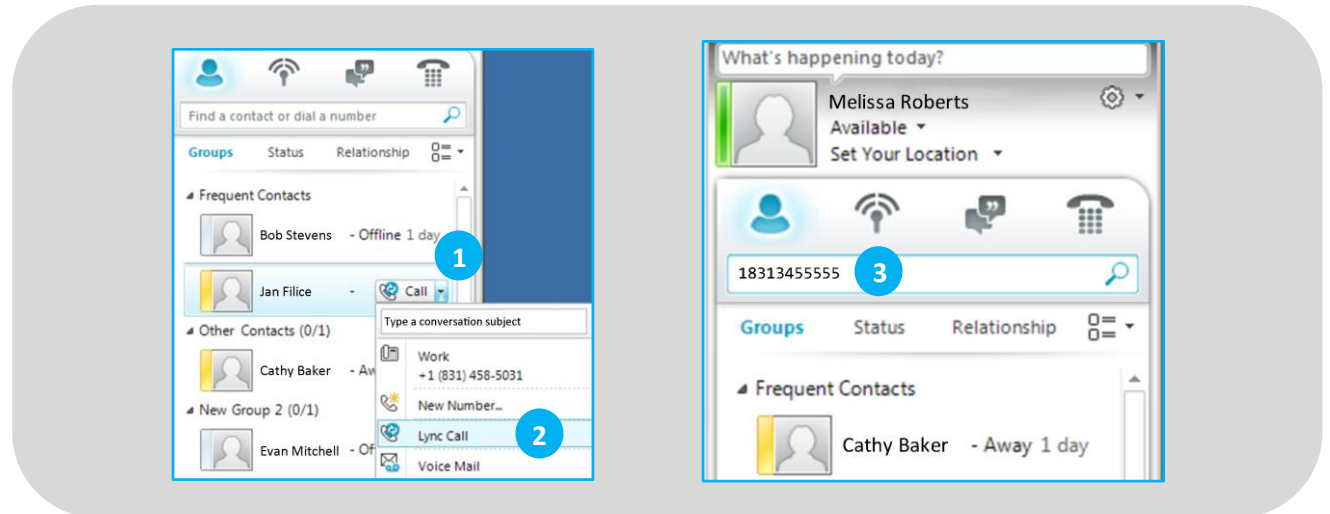 Find a contact or dial a number
Groups Status Relationship
Frequent Contacts
Bob Stevens - Offline 1 day
1
Jan Filice - Call
Type a conversation subject
Other Contacts (0/1)
Work
+1 (831) 458-5031
Cathy Baker - Aw
New Number...
New Group 2 (0/1)
Lync Call 2
Evan Mitchell - Of
Voice Mail
What's happening today?
Melissa Roberts
Available
Set Your Location
18313455555 3
Groups Status Relationship
Frequent Contacts
Cathy Baker - Away 1 day